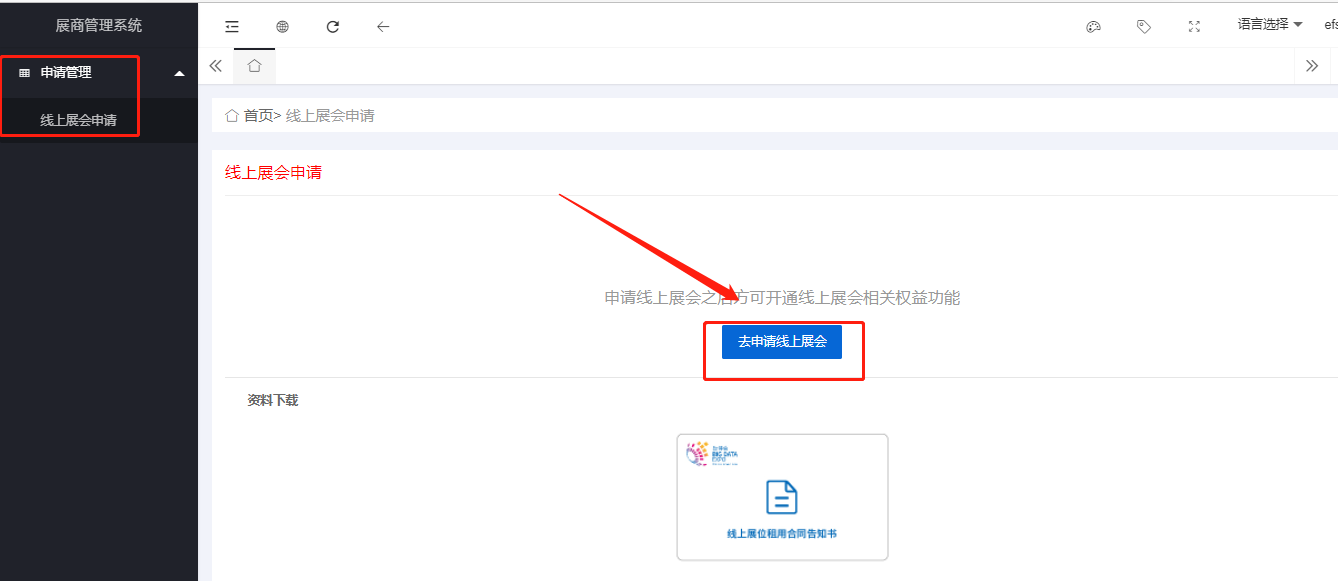 展商管理系统
语言选择
efs
申请管理
线上展会申请
首页> 线上展会申请
线上展会申请
申请线上展会之后方可开通线上展会相关权益功能
去申请线上展会
资料下载
BIG DATA
EXPO
线上展位租用合同告知书